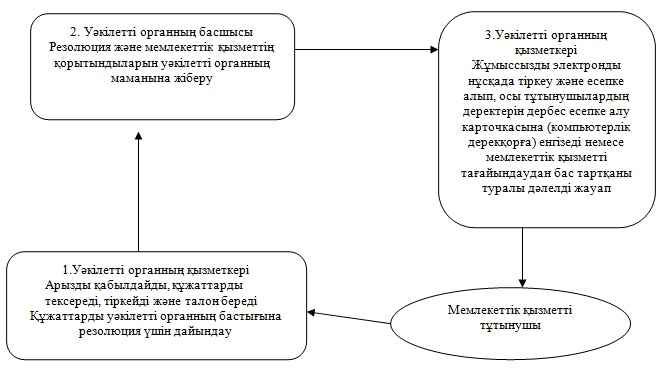 2. Уәкілетті органның басшысы
Резолюция және мемлекеттік қызметтің
қорытындыларын уәкілетті органның
маманына жіберу
3.Уәкілетті органның
қызметкері
Жұмыссызды электронды
нұсқада тіркеу және есепке
алып, осы тұтынушылардың
деректерін дербес есепке алу
карточкасына (компьютерлік
дерекқорға) енгізеді немесе
мемлекеттік қызметті
тағайындаудан бас тартқаны
туралы дәлелді жауап
1.Уәкілетті органның қызметкері
Арызды қабылдайды, құжаттарды
тексереді, тіркейді және талон береді
Құжаттарды уәкілетті органның бастығына
резолюция үшін дайындау
Мемлекеттік қызметті
тұтынушы